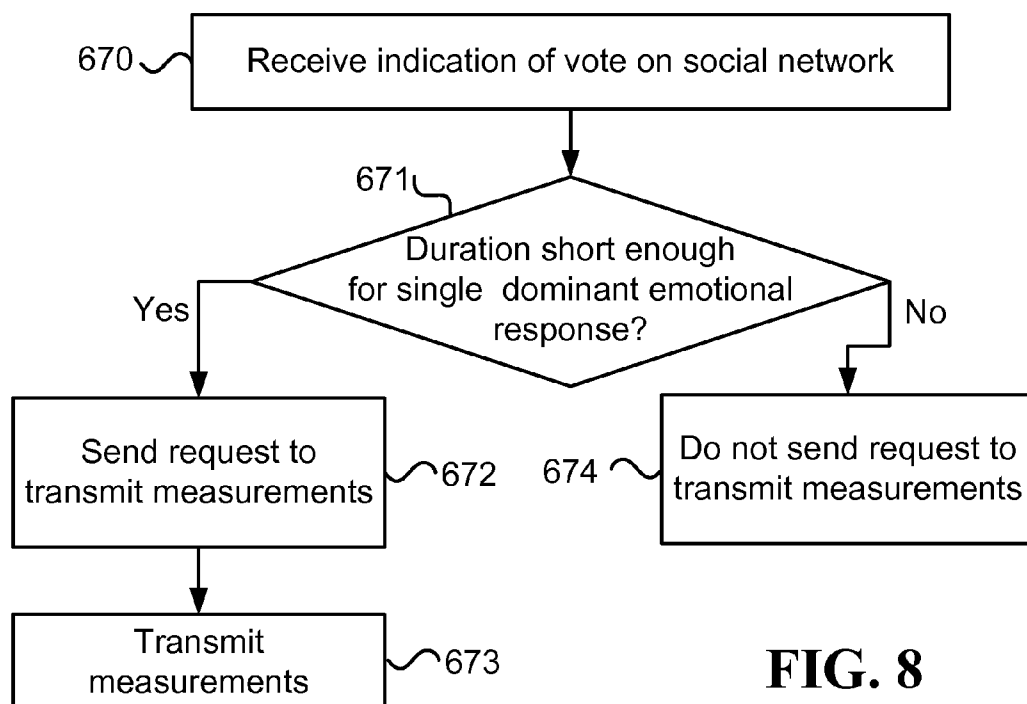 670
Receive indication of vote on social network
671
Duration short enough
for single dominant emotional
response?
Yes
No
Send request to
transmit measurements
672
674
Do not send request to
transmit measurements
Transmit
measurements
673
FIG. 8